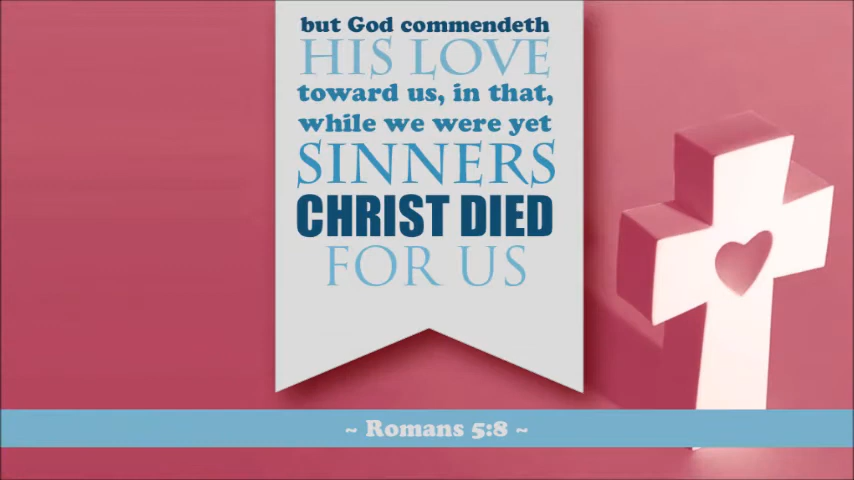 but God commendeth
HIS LOVE
toward us, in that,
while we were yet
SINNERS
CHRIST DIED
FOR US
~ Romans 5:8 ~